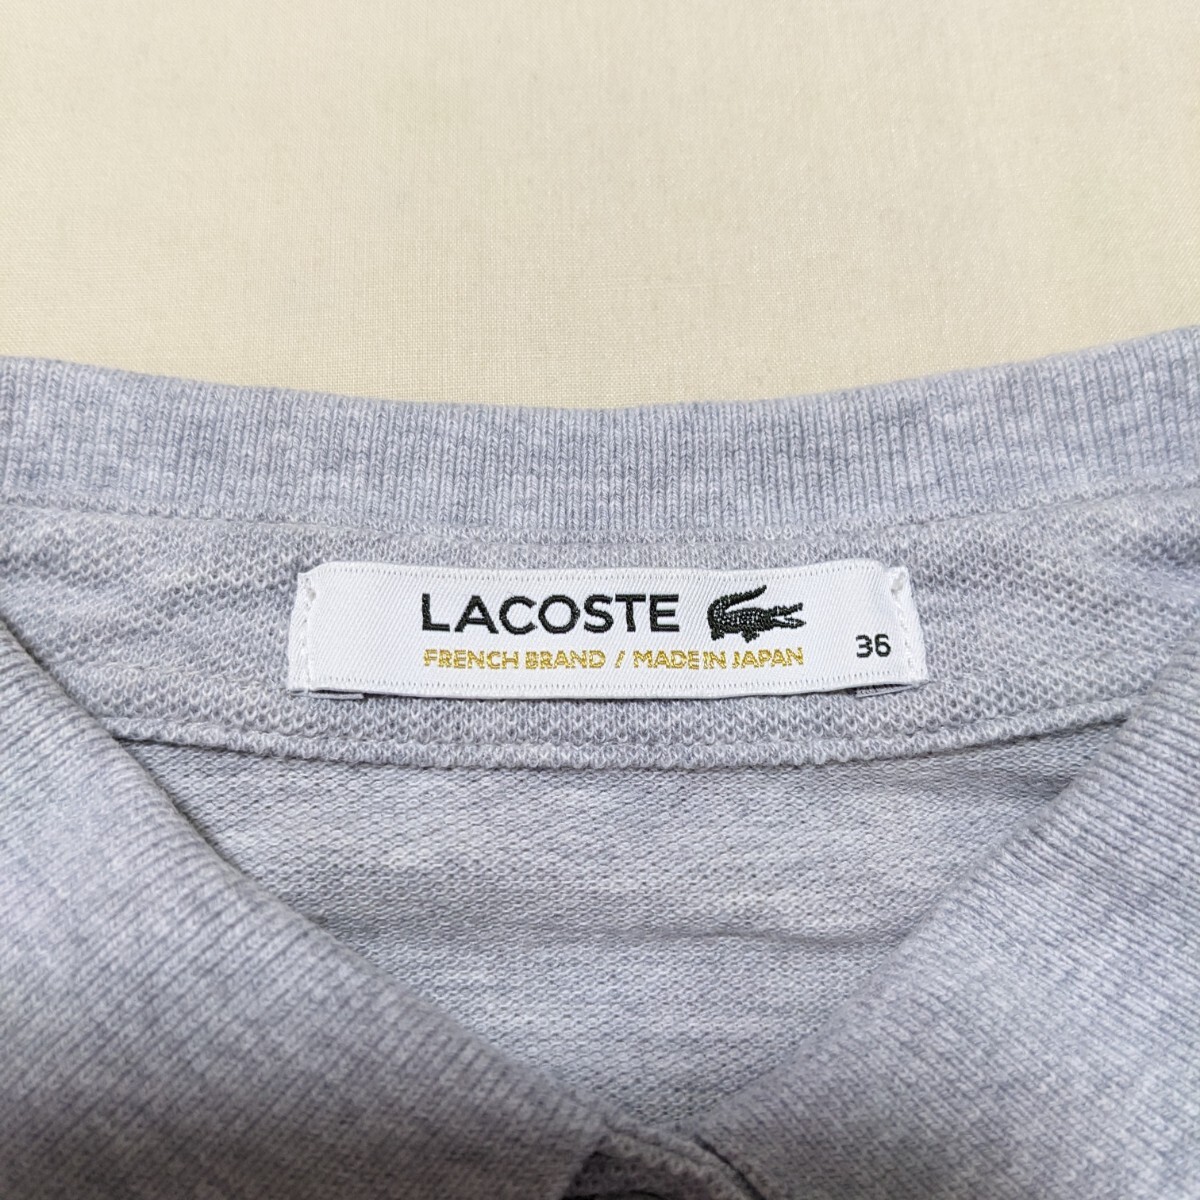 LACOSTE
FRENCH BRAND / MADE IN JAPAN
36